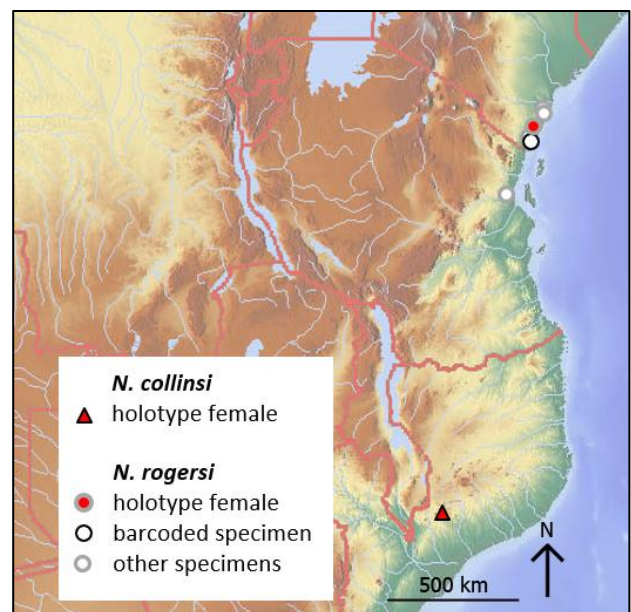 N. collinsi
holotype female
N. rogersi
holotype female
barcoded specimen
other specimens
N
500 km